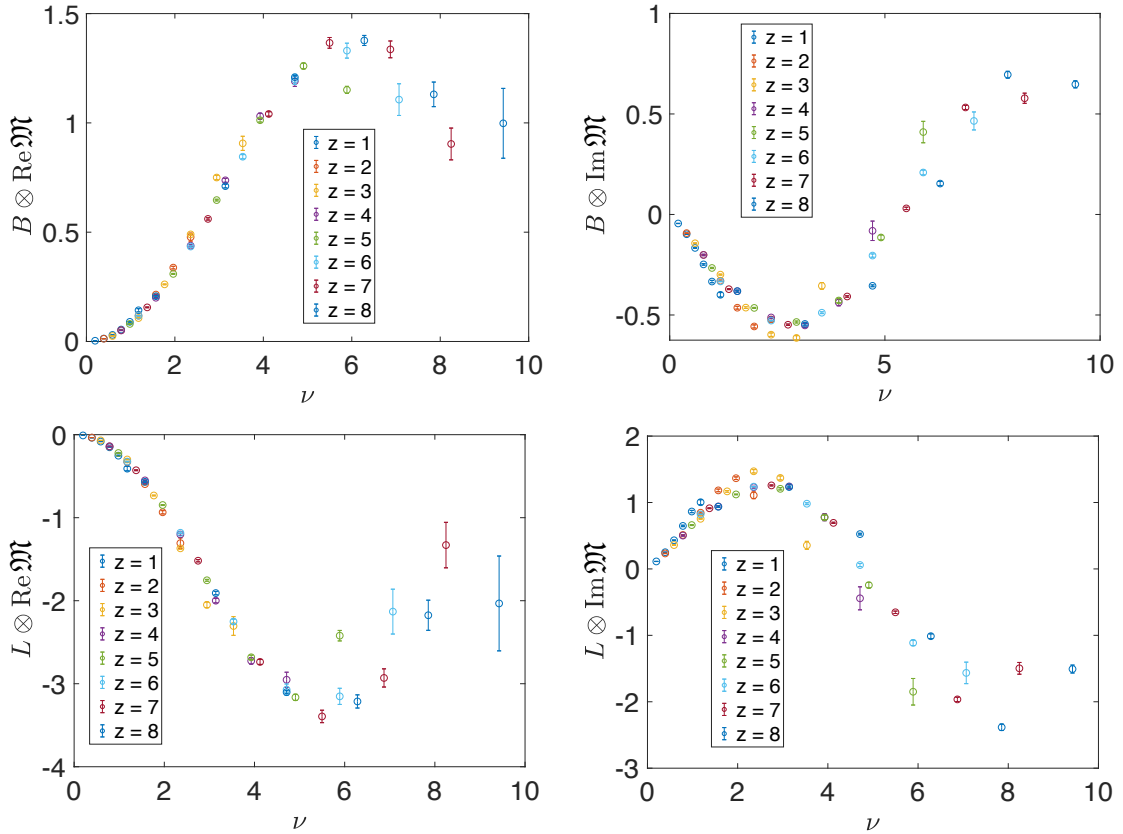 B ⊗ Re𝔐
1.5
1
0.5
0
0 2 4 6 8 10
ν
z = 1
z = 2
z = 3
z = 4
z = 5
z = 6
z = 7
z = 8
B ⊗ Im𝔐
1
0.5
0
-0.5
0 5 10
ν
z = 1
z = 2
z = 3
z = 4
z = 5
z = 6
z = 7
z = 8
L ⊗ Re𝔐
0
-1
-2
-3
-4
0 2 4 6 8 10
ν
z = 1
z = 2
z = 3
z = 4
z = 5
z = 6
z = 7
z = 8
L ⊗ Im𝔐
2
1
0
-1
-2
-3
0 2 4 6 8 10
ν
z = 1
z = 2
z = 3
z = 4
z = 5
z = 6
z = 7
z = 8